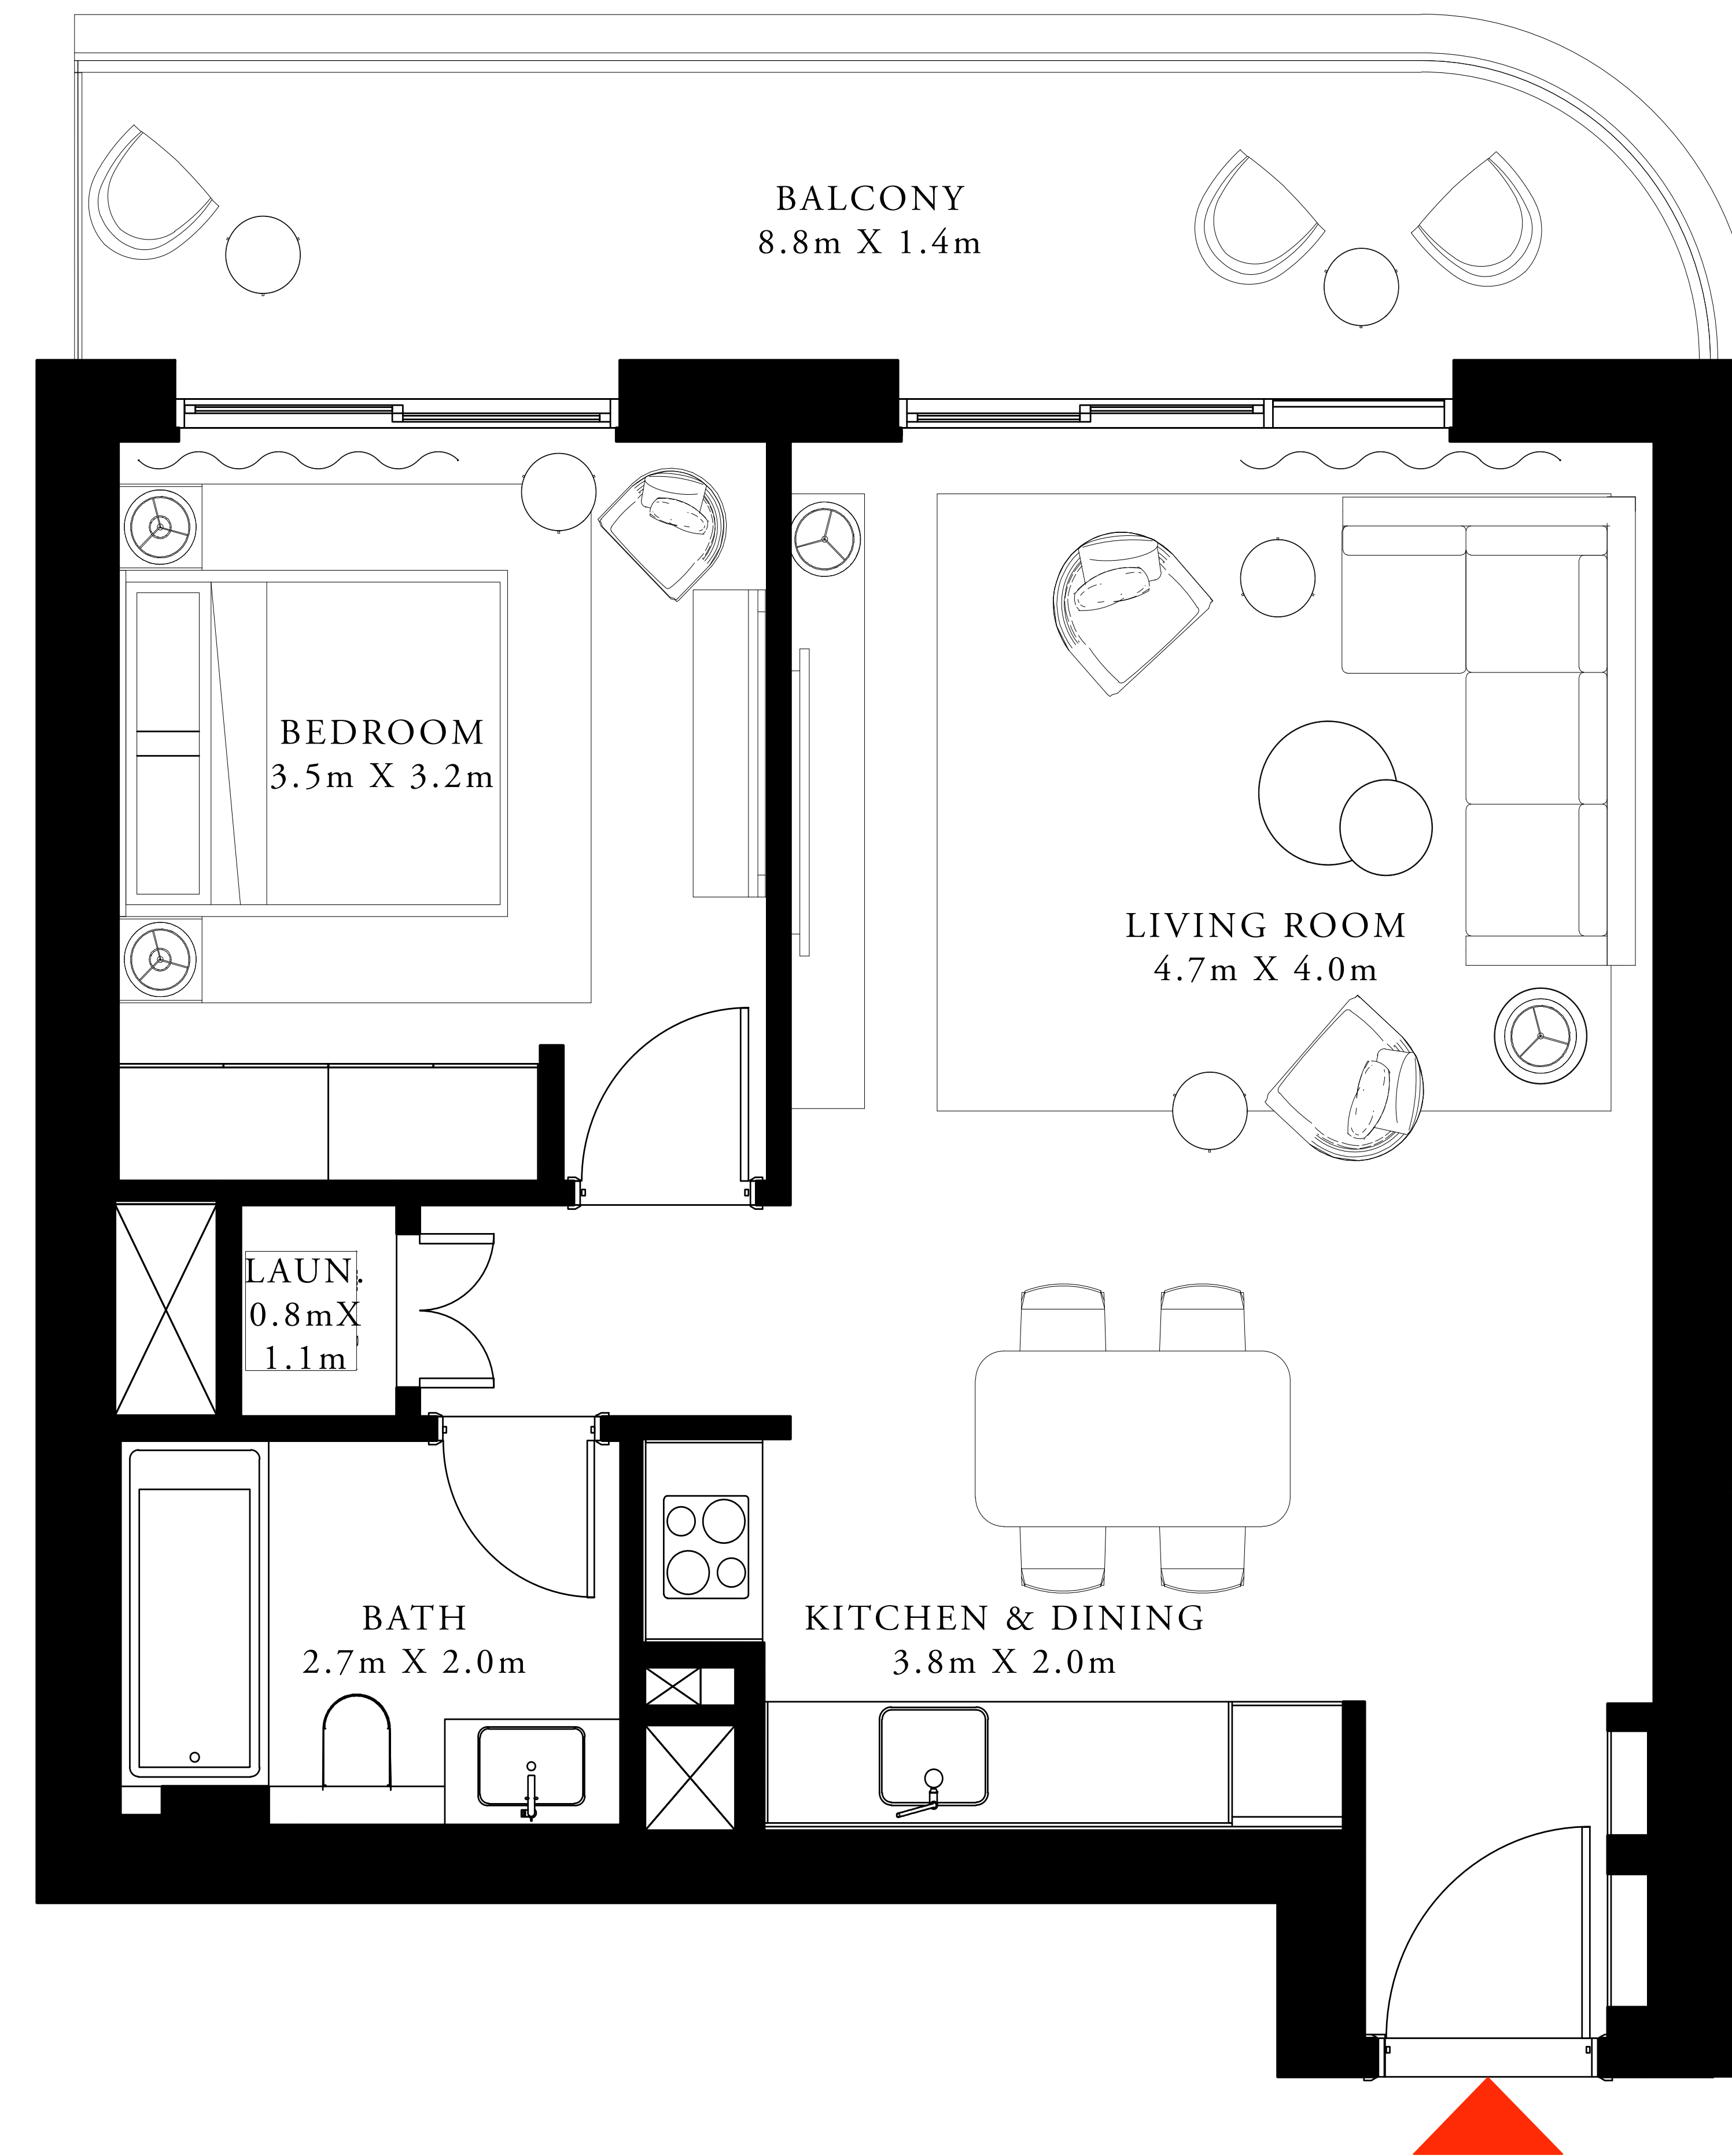 BALCONY
8.8m X 1.4m
BEDROOM
3.5m X 3.2m
LIVING ROOM
4.7m X 4.0m
LAUN.
0.8mX
1.1m
BATH
2.7m X 2.0m
KITCHEN & DINING
3.8m X 2.0m